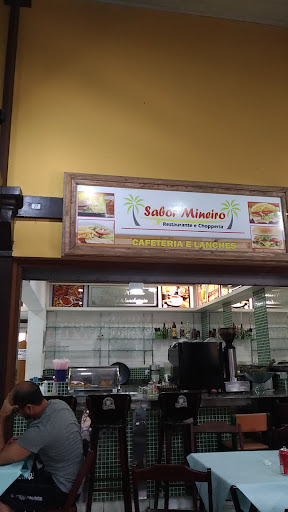 Sabor Mineiro
Restaurante e Chopperia
CAFETERIA E LANCHES